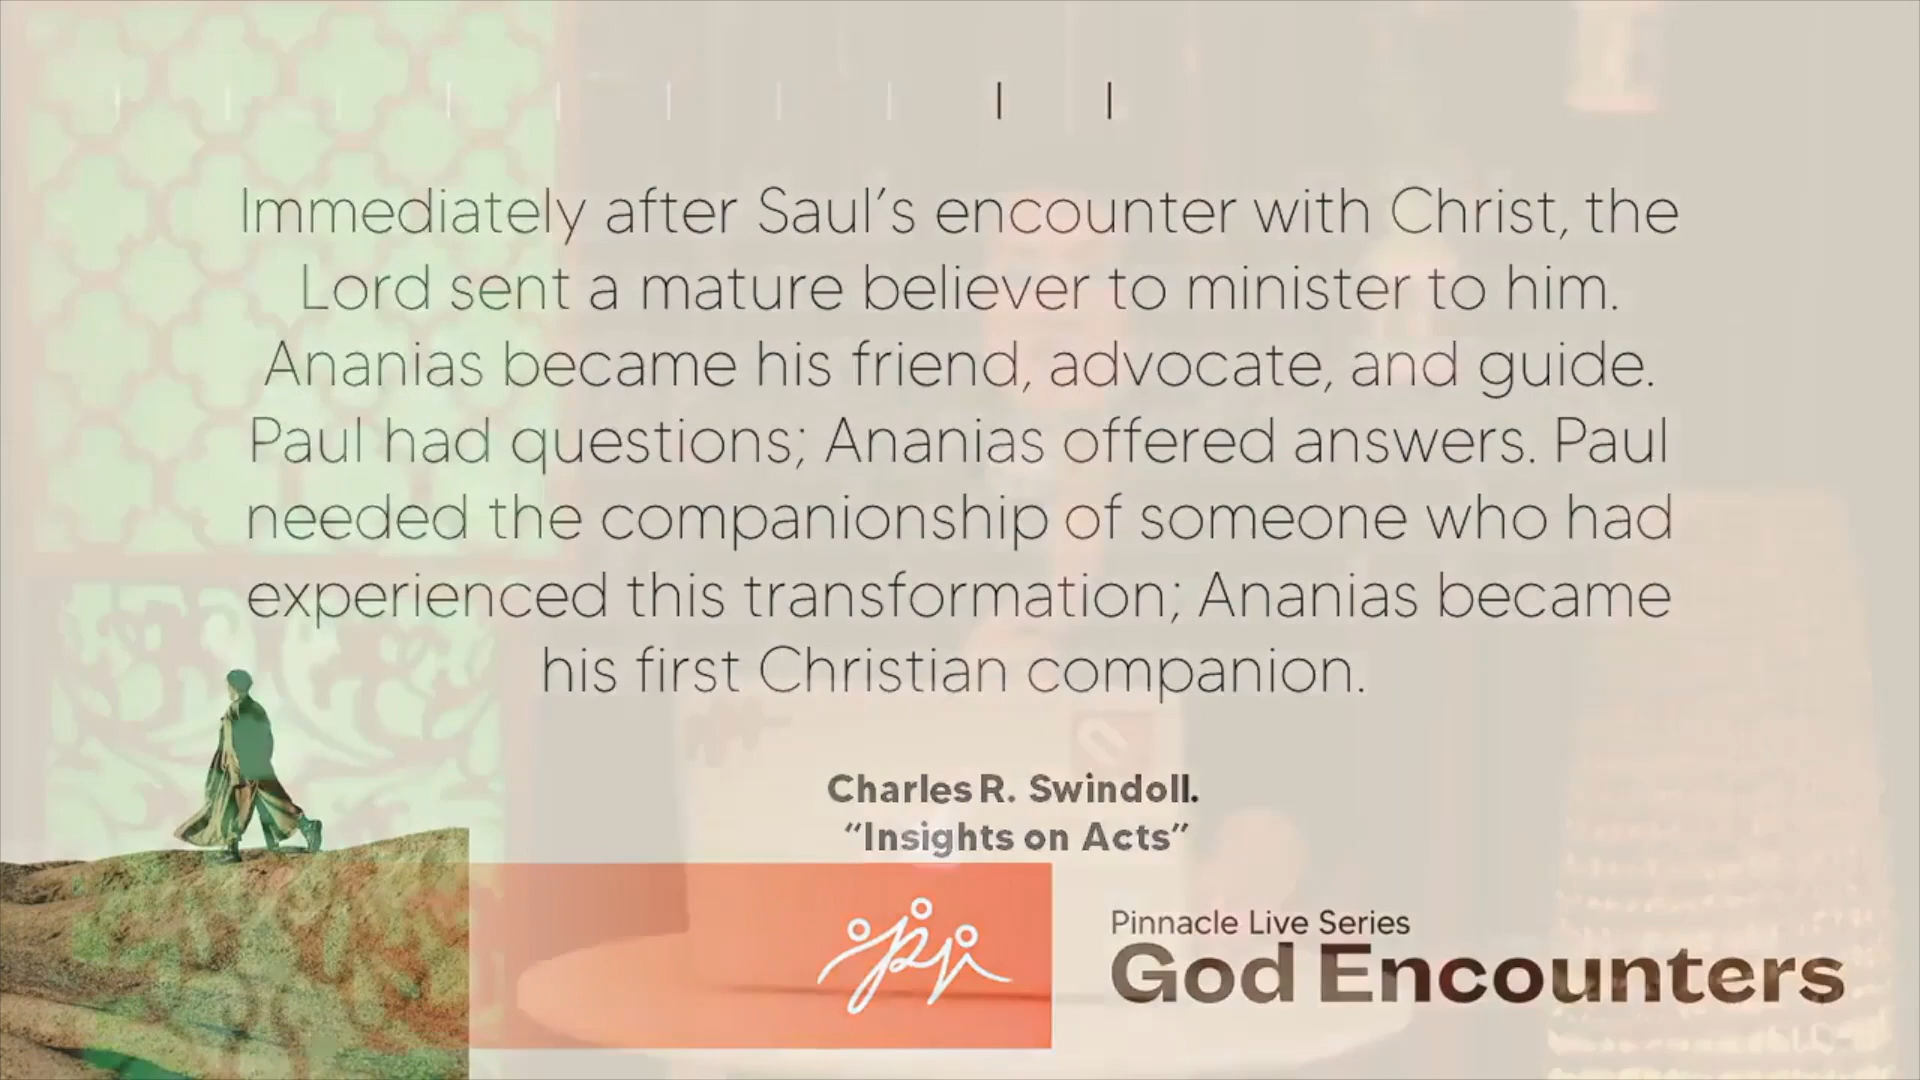 Immediately after Saul’s encounter with Christ, the
Lord sent a mature believer to minister to him.
Ananias became his friend, advocate, and guide.
Paul had questions; Ananias offered answers. Paul
needed the companionship of someone who had
experienced this transformation; Ananias became
his first Christian companion.
Charles R. Swindoll.
“Insights on Acts”
Pinnacle Live Series
God Encounters